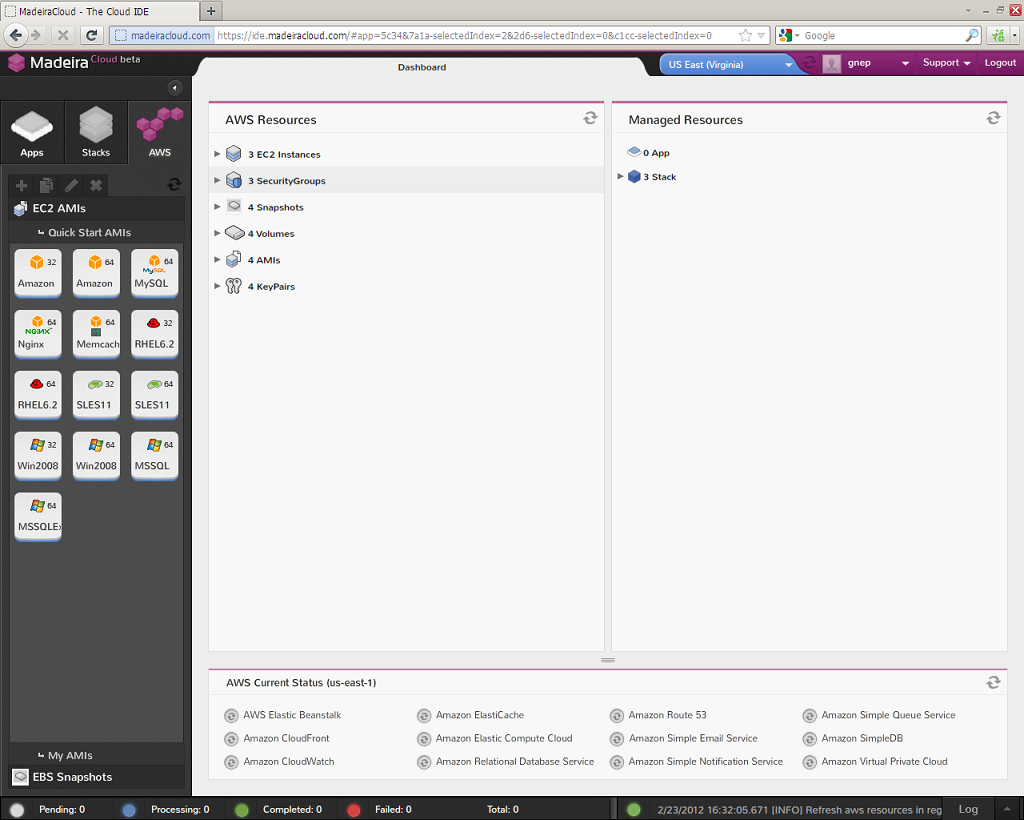 MadeiraCloud - The Cloud IDE
madeiracloud.com https://ide.madeiracloud.com/#app=5c34&7a1a-selectedIndex=2&2d6-selectedIndex=0&c1cc-selectedIndex=0 Google
Madeira Cloud beta
Dashboard
US East (Virginia)
gnep
Support
Logout
Apps Stacks AWS
EC2 AMIs
Quick Start AMIs
32 64 64
Amazon Amazon MySQL
64 64 32
Nginx Memcach RHEL6.2
64 32 64
RHEL6.2 SLES11 SLES11
32 64 64
Win2008 Win2008 MSSQL
64
MSSQLEx
My AMIs
EBS Snapshots
AWS Resources
3 EC2 Instances
3 SecurityGroups
4 Snapshots
4 Volumes
4 AMIs
4 KeyPairs
Managed Resources
0 App
3 Stack
AWS Current Status (us-east-1)
AWS Elastic Beanstalk Amazon ElastiCache Amazon Route 53 Amazon Simple Queue Service
Amazon CloudFront Amazon Elastic Compute Cloud Amazon Simple Email Service Amazon SimpleDB
Amazon CloudWatch Amazon Relational Database Service Amazon Simple Notification Service Amazon Virtual Private Cloud
Pending: 0 Processing: 0 Completed: 0 Failed: 0 Total: 0 2/23/2012 16:32:05.671 [INFO] Refresh aws resources in reg Log